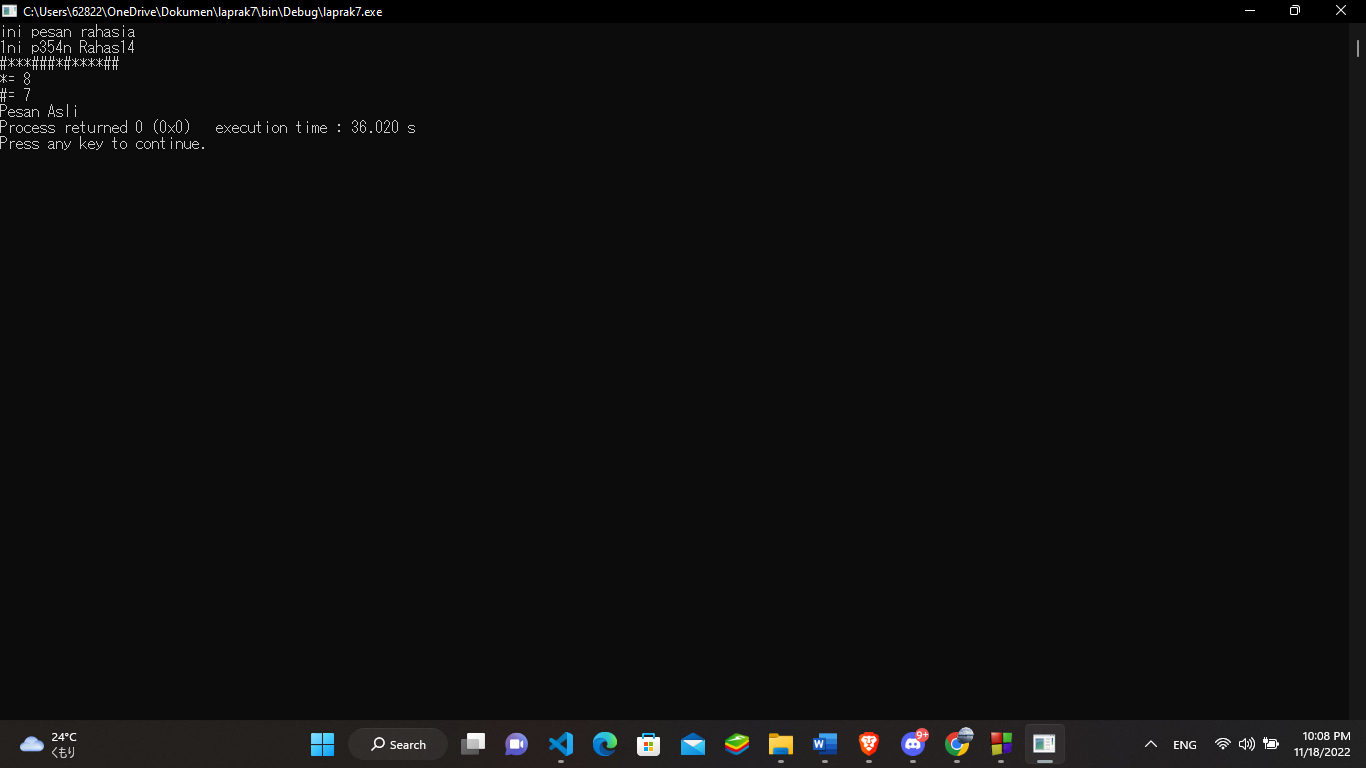 C:\Users\62822\OneDrive\Dokumen\laprak7\bin\Debug\laprak7.exe
ini pesan rahasia
1ni p354n Rahas14
#***###*#****##
*= 8
#= 7
Pesan Asli
Process returned 0 (0x0)   execution time : 36.020 s
Press any key to continue.
24°C
くもり
Search
9+
ENG
10:08 PM
11/18/2022